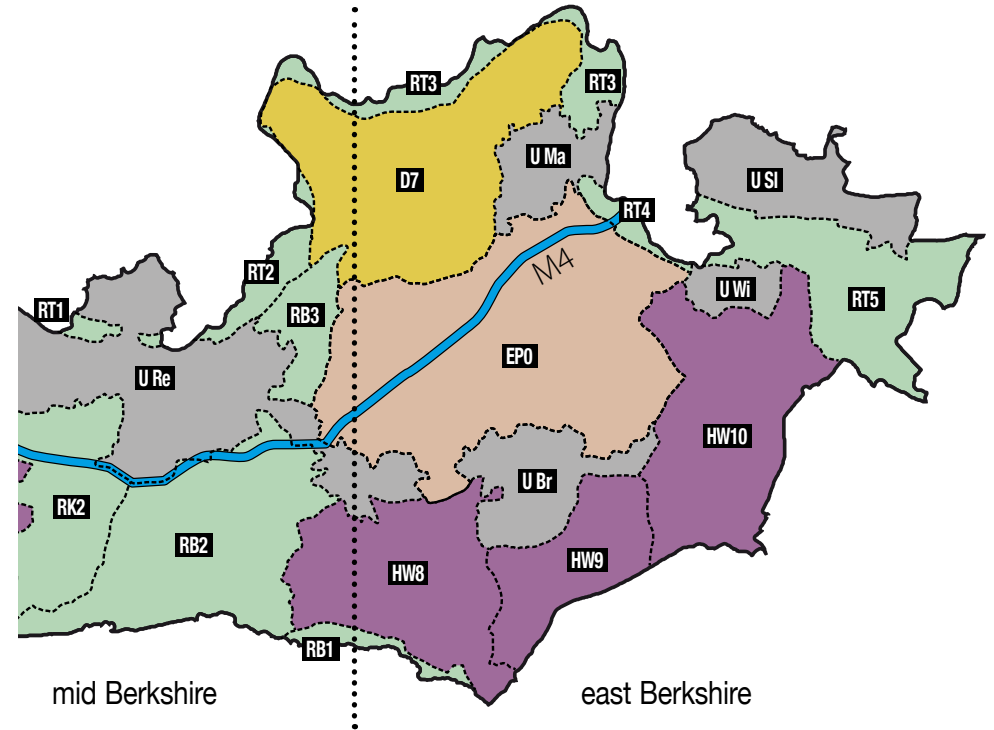 RT3
RT3
U Ma
D7
U SI
RT4
M4
RT2
U Wi
RT5
RT1
RB3
EP0
U Re
HW10
U Br
RK2
RB2
HW8
HW9
RB1
mid Berkshire
east Berkshire